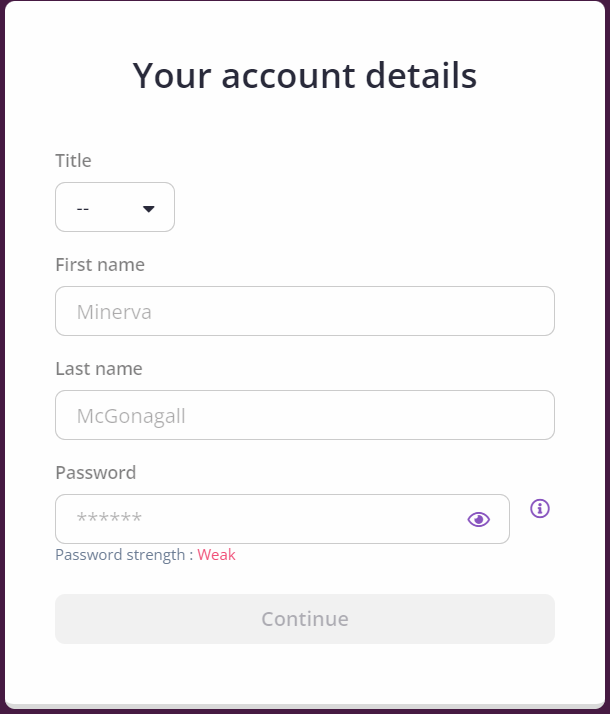 Your account details
Title
--
First name
Minerva
Last name
McGonagall
Password
******
Password strength : Weak
Continue